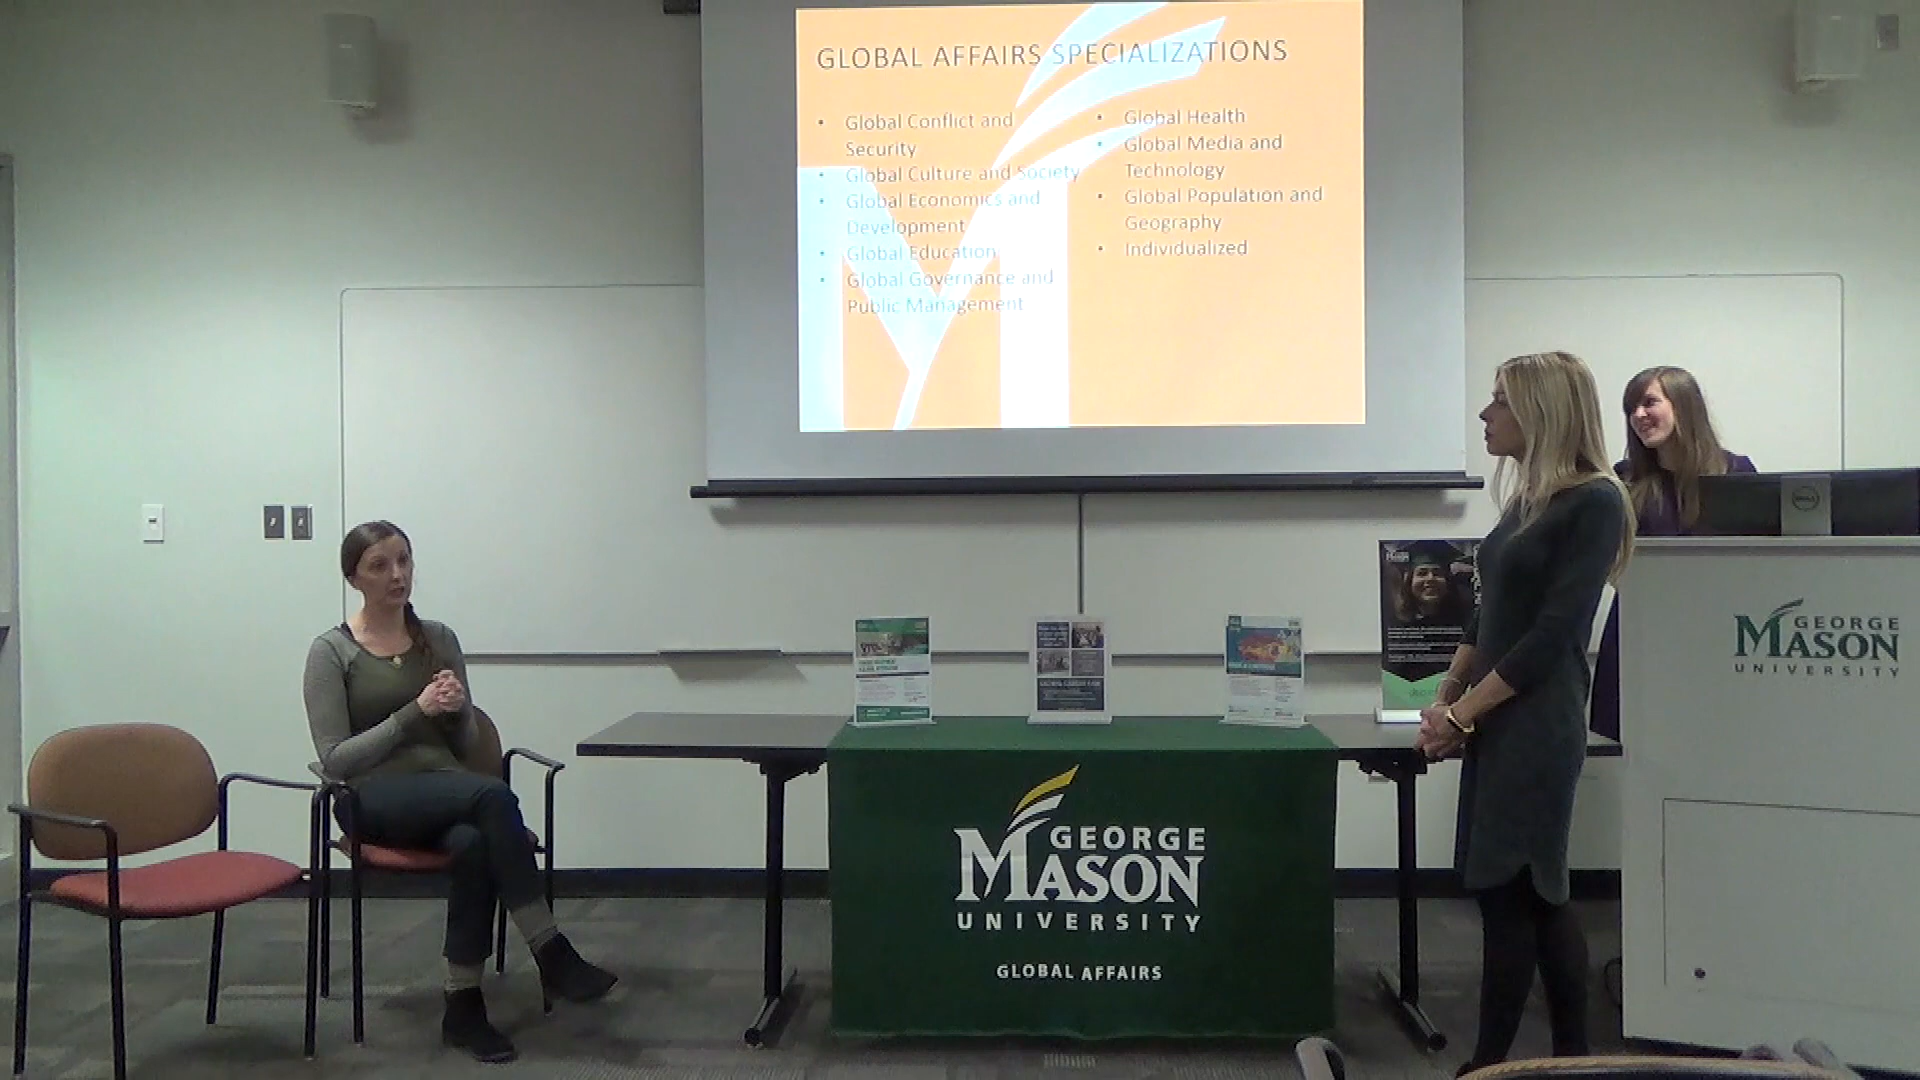 GLOBAL AFFAIRS SPECIALIZATIONS
• Global Conflict and
Security
• Global Culture and Society
• Global Economics and
Development
• Global Education
• Global Governance and
Public Management
• Global Health
• Global Media and
Technology
• Global Population and
Geography
• Individualized
DELL
GEORGE
MASON
UNIVERSITY
GEORGE
MASON
UNIVERSITY
GLOBAL AFFAIRS